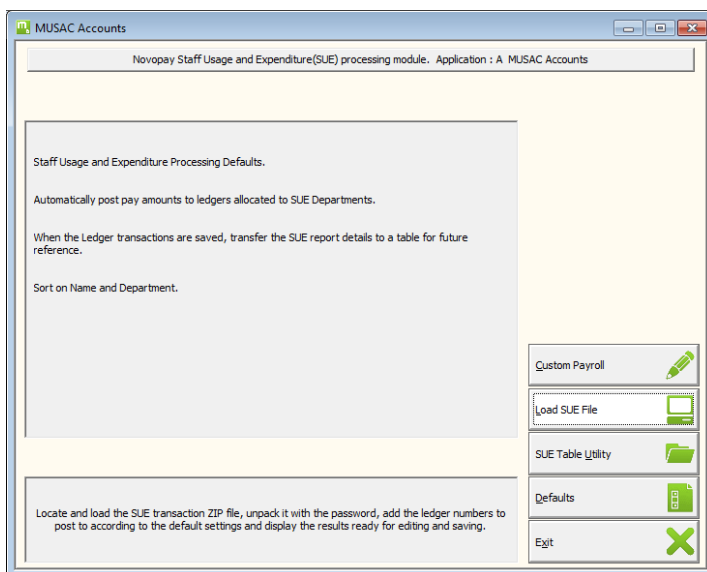 MUSAC Accounts
Novopay Staff Usage and Expenditure(SUE) processing module. Application : A MUSAC Accounts
Staff Usage and Expenditure Processing Defaults.
Automatically post pay amounts to ledgers allocated to SUE Departments.
When the Ledger transactions are saved, transfer the SUE report details to a table for future
reference.
Sort on Name and Department.
Custom Payroll
Load SUE File
SUE Table Utility
Defaults
Exit
Locate and load the SUE transaction ZIP file, unpack it with the password, add the ledger numbers to
post to according to the default settings and display the results ready for editing and saving.